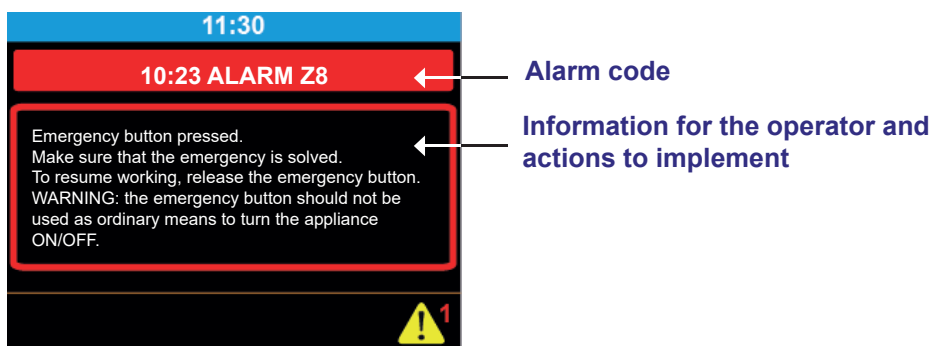 11:30
10:23 ALARM Z8
Alarm code
Emergency button pressed.
Make sure that the emergency is solved.
To resume working, release the emergency button.
WARNING: the emergency button should not be
used as ordinary means to turn the appliance
ON/OFF.
Information for the operator and
actions to implement
1